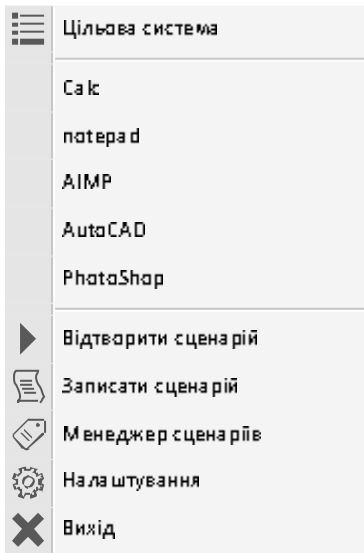 Цільова система
Calc
notepad
AIMP
AutoCAD
PhotoShop
Відтворити сценарій
Записати сценарій
Менеджер сценаріїв
Налаштування
Вихід